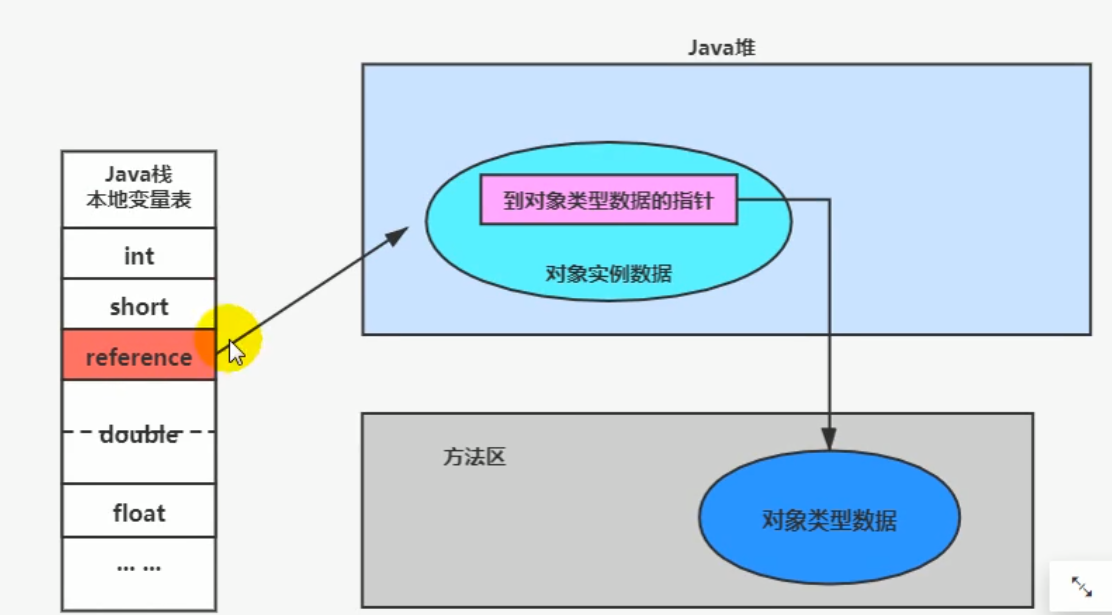 Java堆
Java栈
本地变量表
int
short
reference
double
float
... ...
到对象类型数据的指针
对象实例数据
方法区
对象类型数据